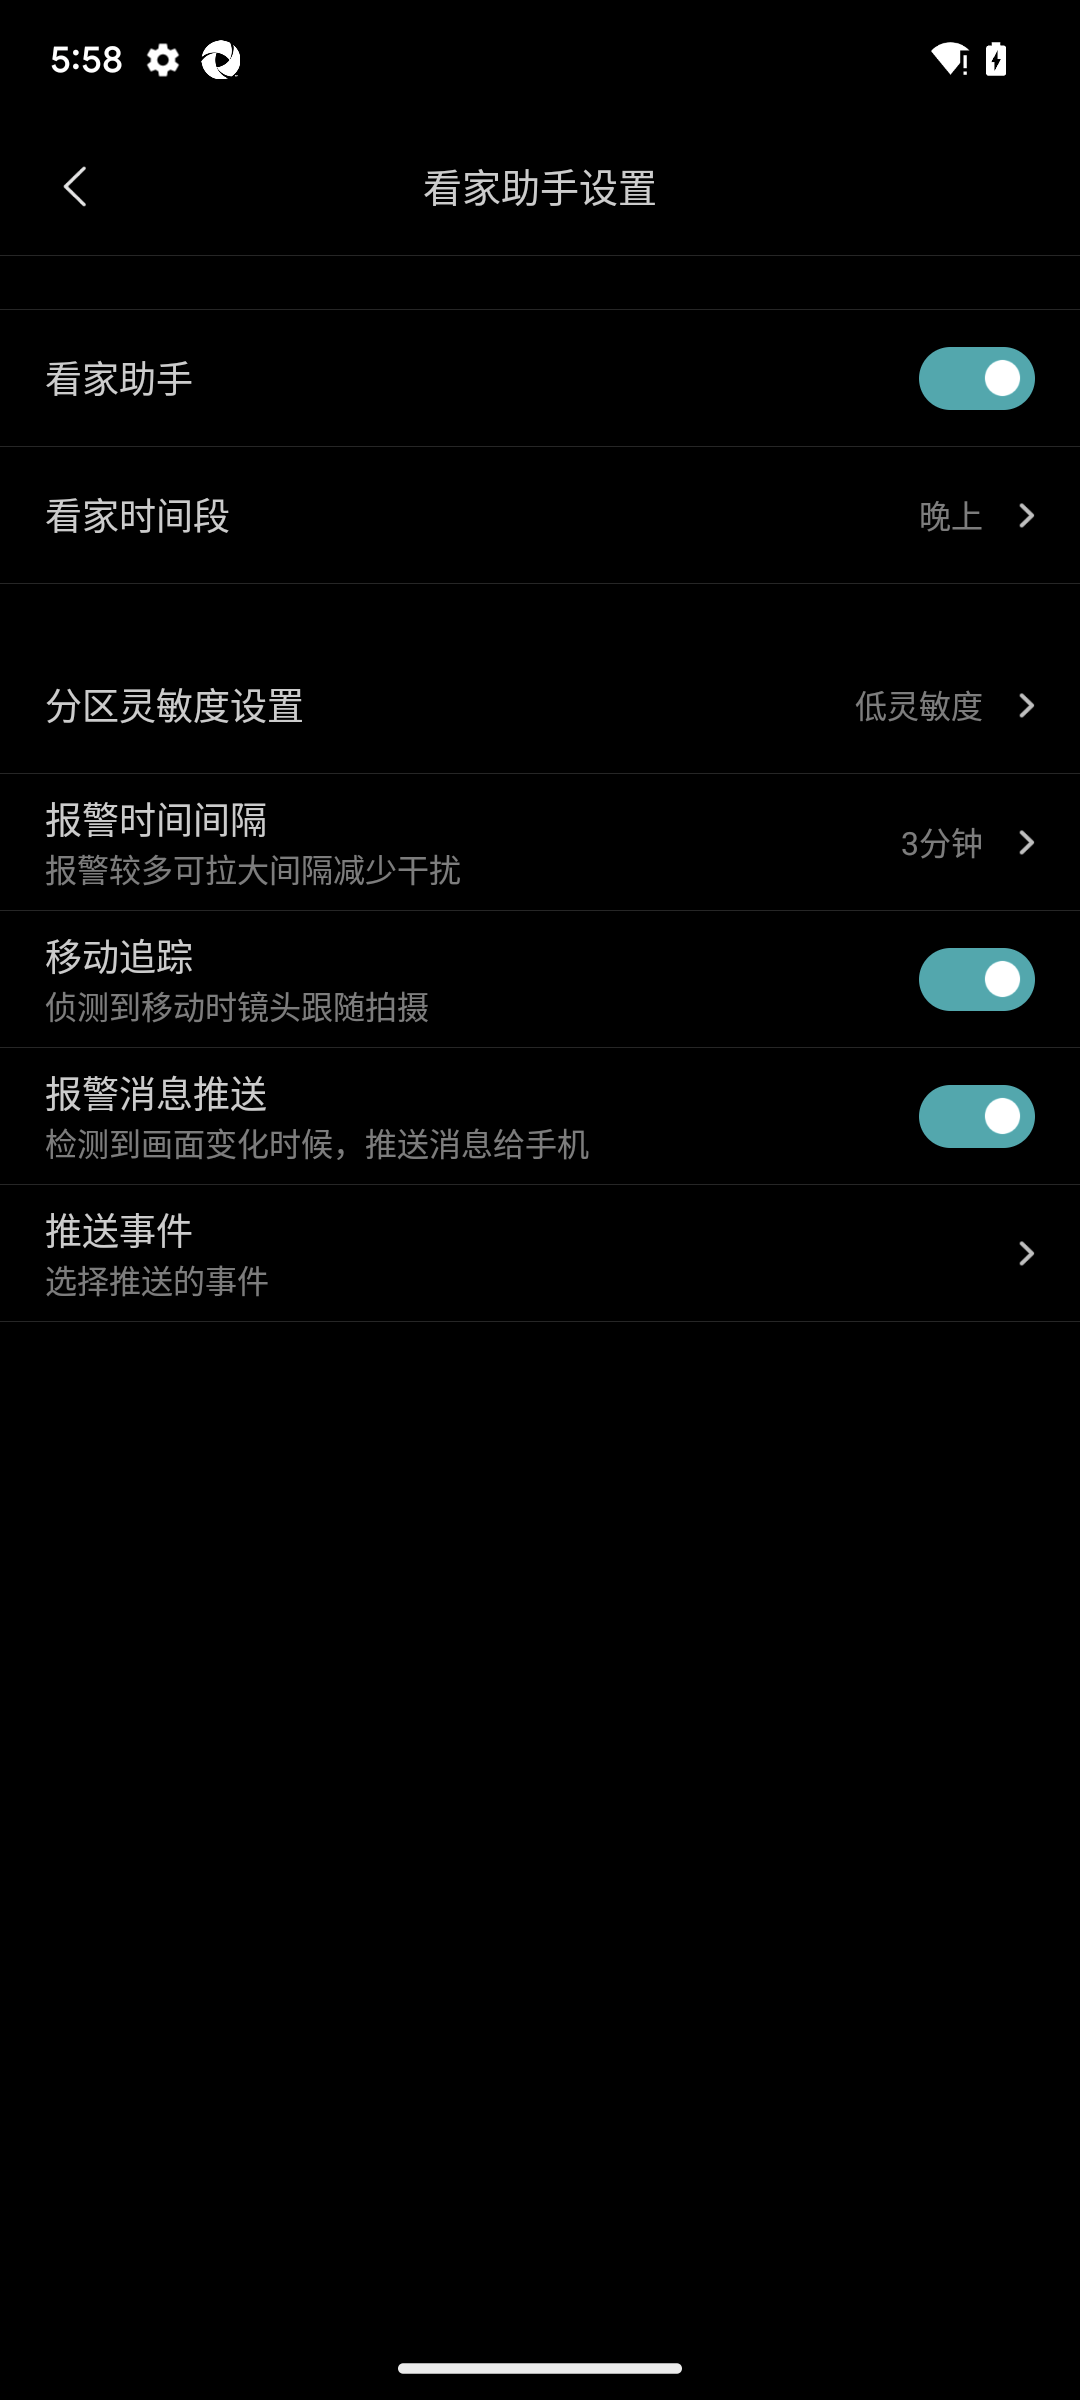 5:58
看家助手设置
看家助手
看家时间段
晚上
分区灵敏度设置
低灵敏度
报警时间间隔
报警较多可拉大间隔减少干扰
3分钟
移动追踪
侦测到移动时镜头跟随拍摄
报警消息推送
检测到画面变化时候，推送消息给手机
推送事件
选择推送的事件